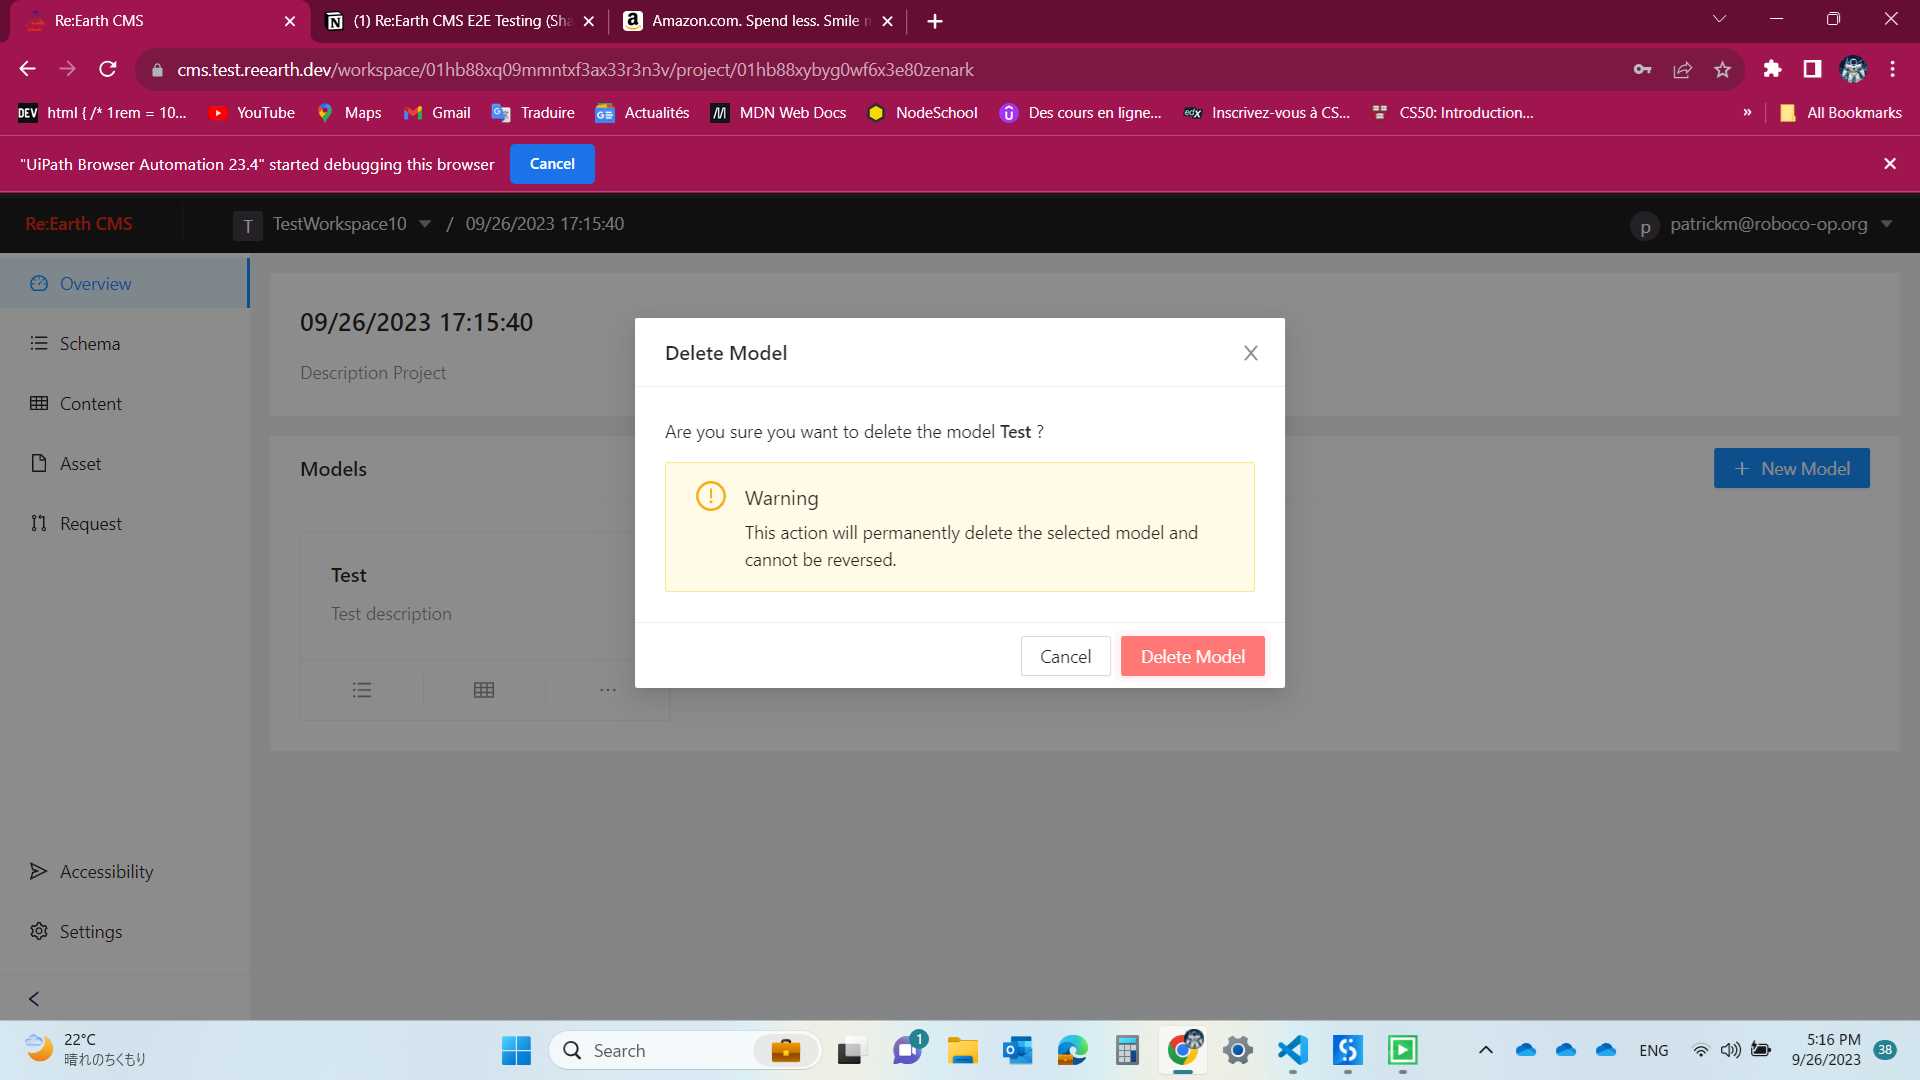 Re:Earth CMS
(1) Re:Earth CMS E2E Testing (Sha
Amazon.com. Spend less. Smile m
cms.test.reearth.dev/workspace/01hb88xq09mmntxf3ax33r3n3v/project/01hb88xybyg0wf6x3e80zenark
DEV
html { /* 1rem = 10...
YouTube
Maps
Gmail
Traduire
Actualités
MDN Web Docs
NodeSchool
Des cours en ligne...
edX
Inscrivez-vous à CS...
CS50: Introduction...
»
All Bookmarks
"UiPath Browser Automation 23.4" started debugging this browser
Cancel
Re:Earth CMS
T
TestWorkspace10
/
09/26/2023 17:15:40
p
patrickm@roboco-op.org
Overview
Schema
Content
Asset
Request
Accessibility
Settings
09/26/2023 17:15:40
Description Project
Models
New Model
Test
Test description
Delete Model
Are you sure you want to delete the model Test ?
Warning
This action will permanently delete the selected model and
cannot be reversed.
Cancel
Delete Model
22°C
晴れのちくもり
Search
1
ENG
5:16 PM
9/26/2023
38